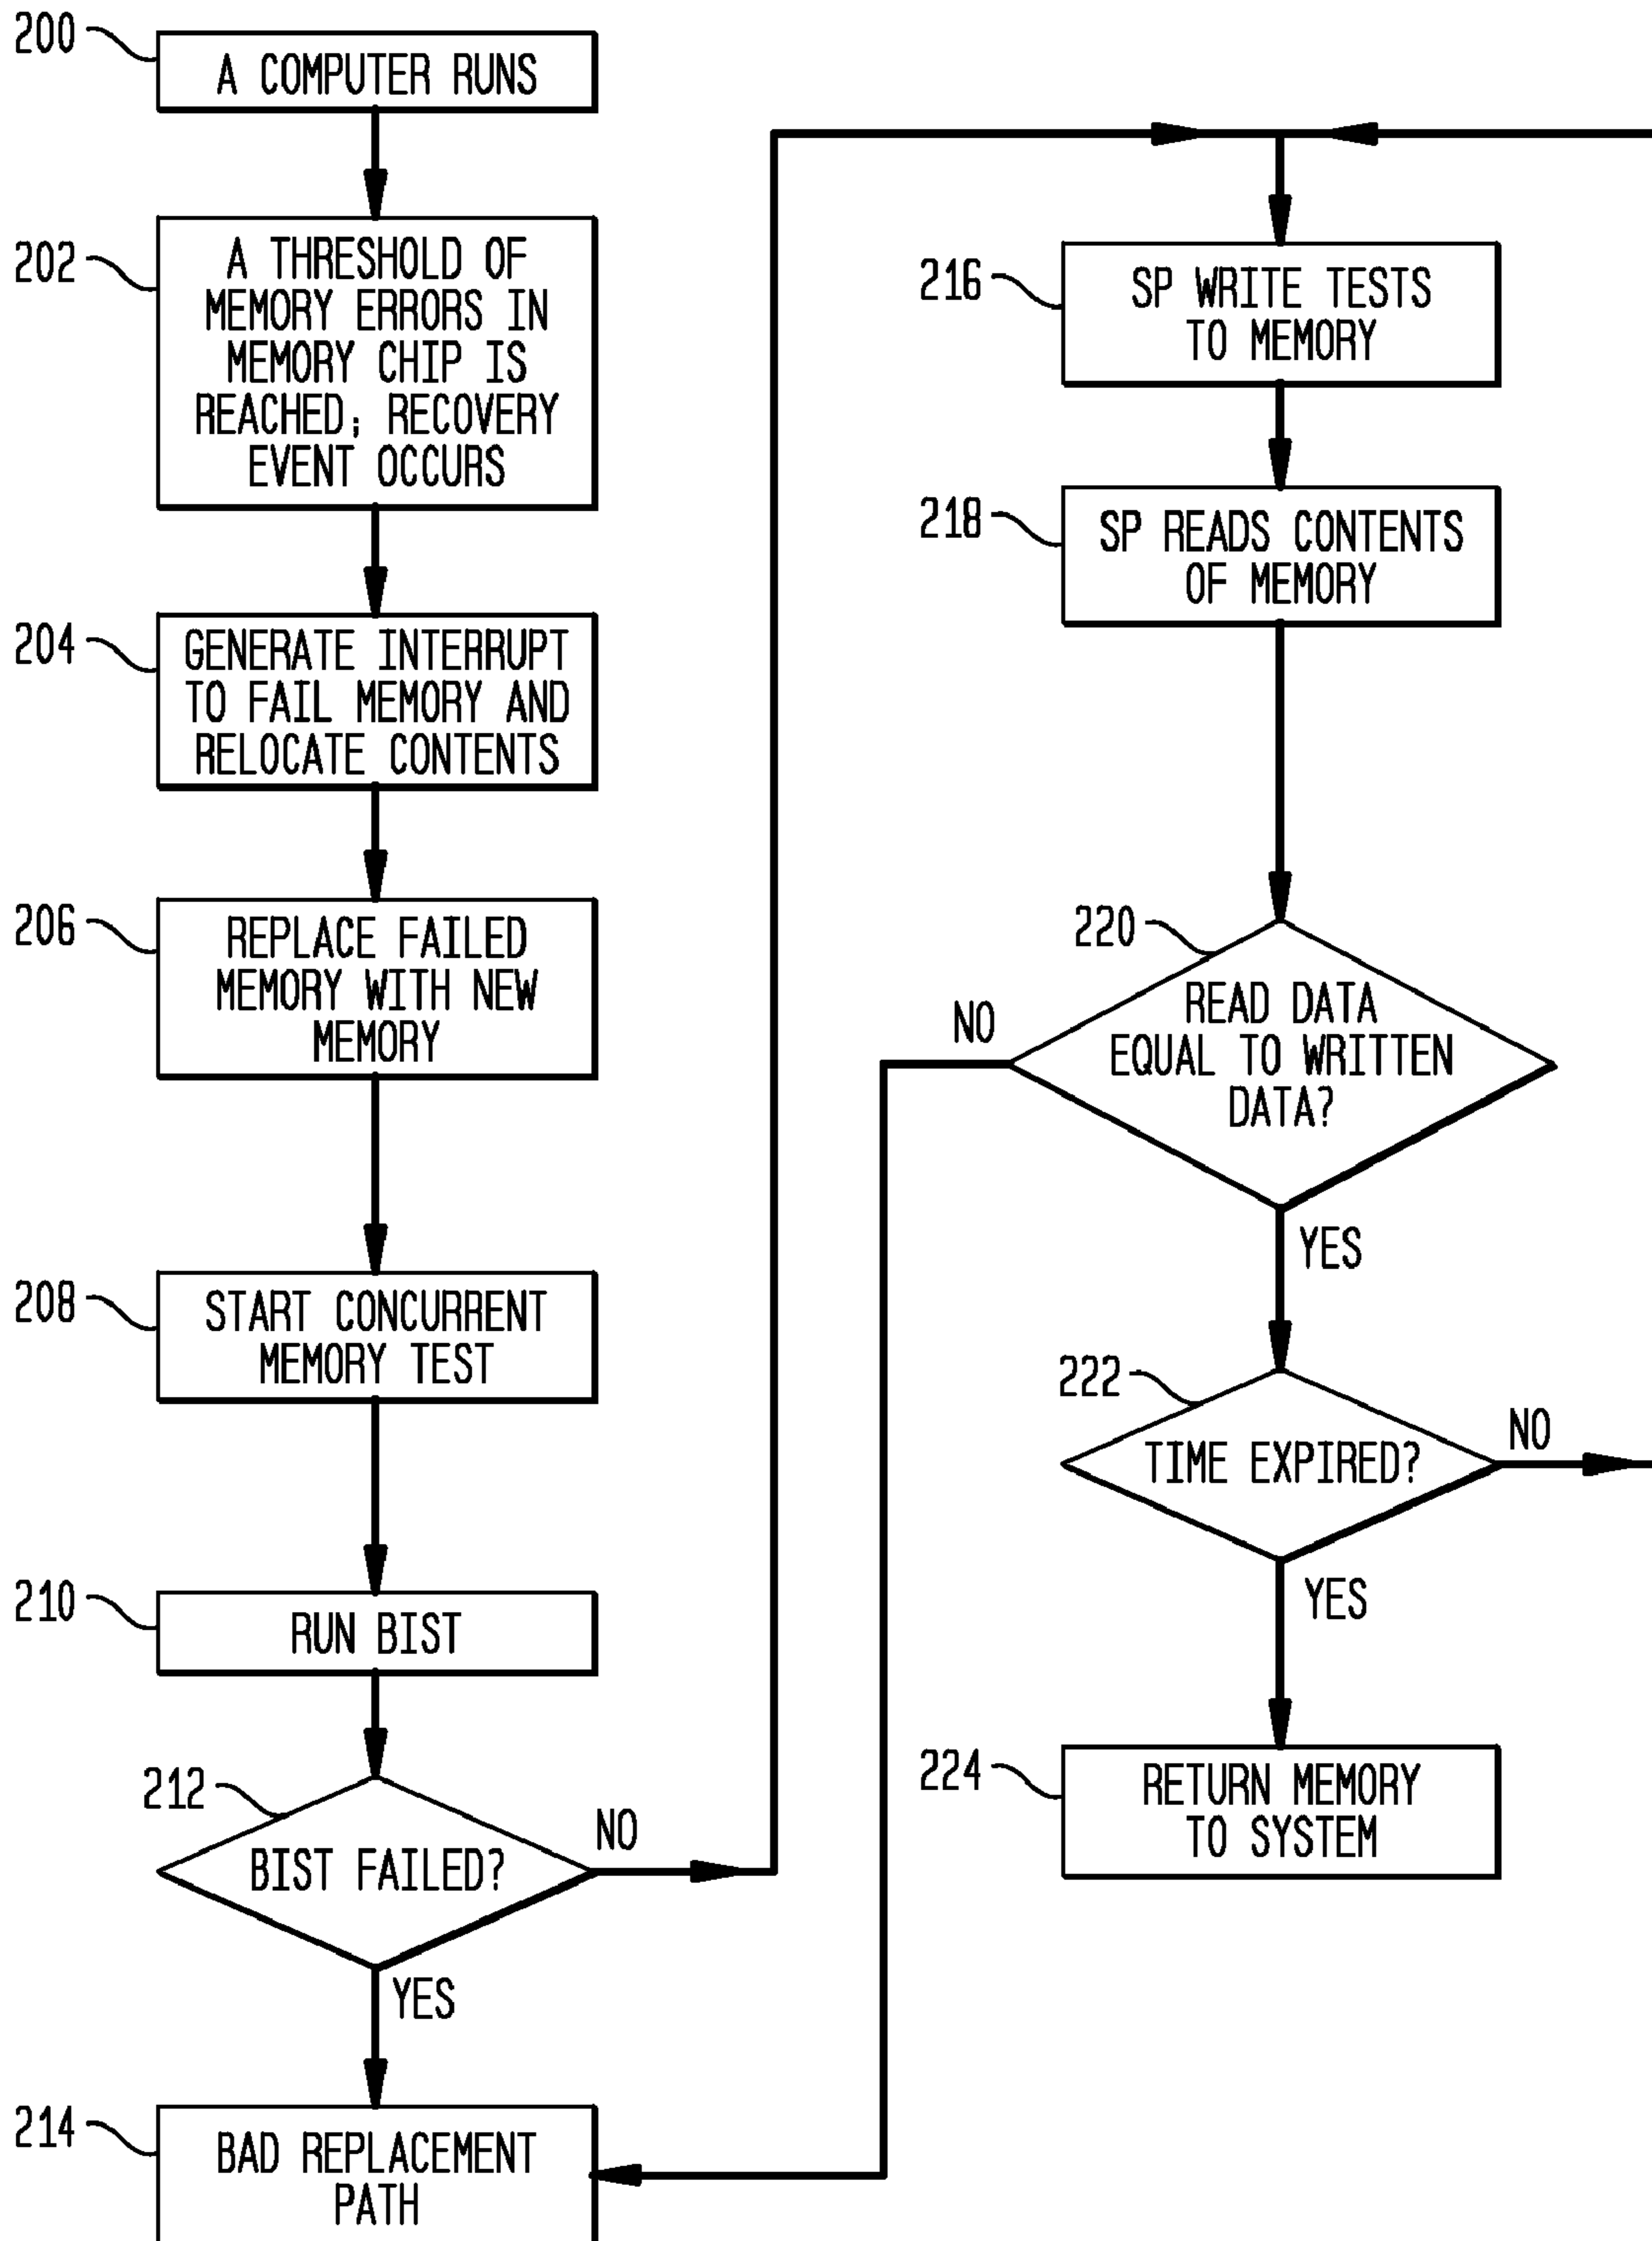 200
A COMPUTER RUNS
202
A THRESHOLD OF
MEMORY ERRORS IN
MEMORY CHIP IS
REACHED; RECOVERY
EVENT OCCURS
204
GENERATE INTERRUPT
TO FAIL MEMORY AND
RELOCATE CONTENTS
206
REPLACE FAILED
MEMORY WITH NEW
MEMORY
208
START CONCURRENT
MEMORY TEST
210
RUN BIST
212
BIST FAILED?
NO
YES
214
BAD REPLACEMENT
PATH
216
SP WRITE TESTS
TO MEMORY
218
SP READS CONTENTS
OF MEMORY
220
READ DATA
EQUAL TO WRITTEN
DATA?
NO
YES
222
TIME EXPIRED?
NO
YES
224
RETURN MEMORY
TO SYSTEM